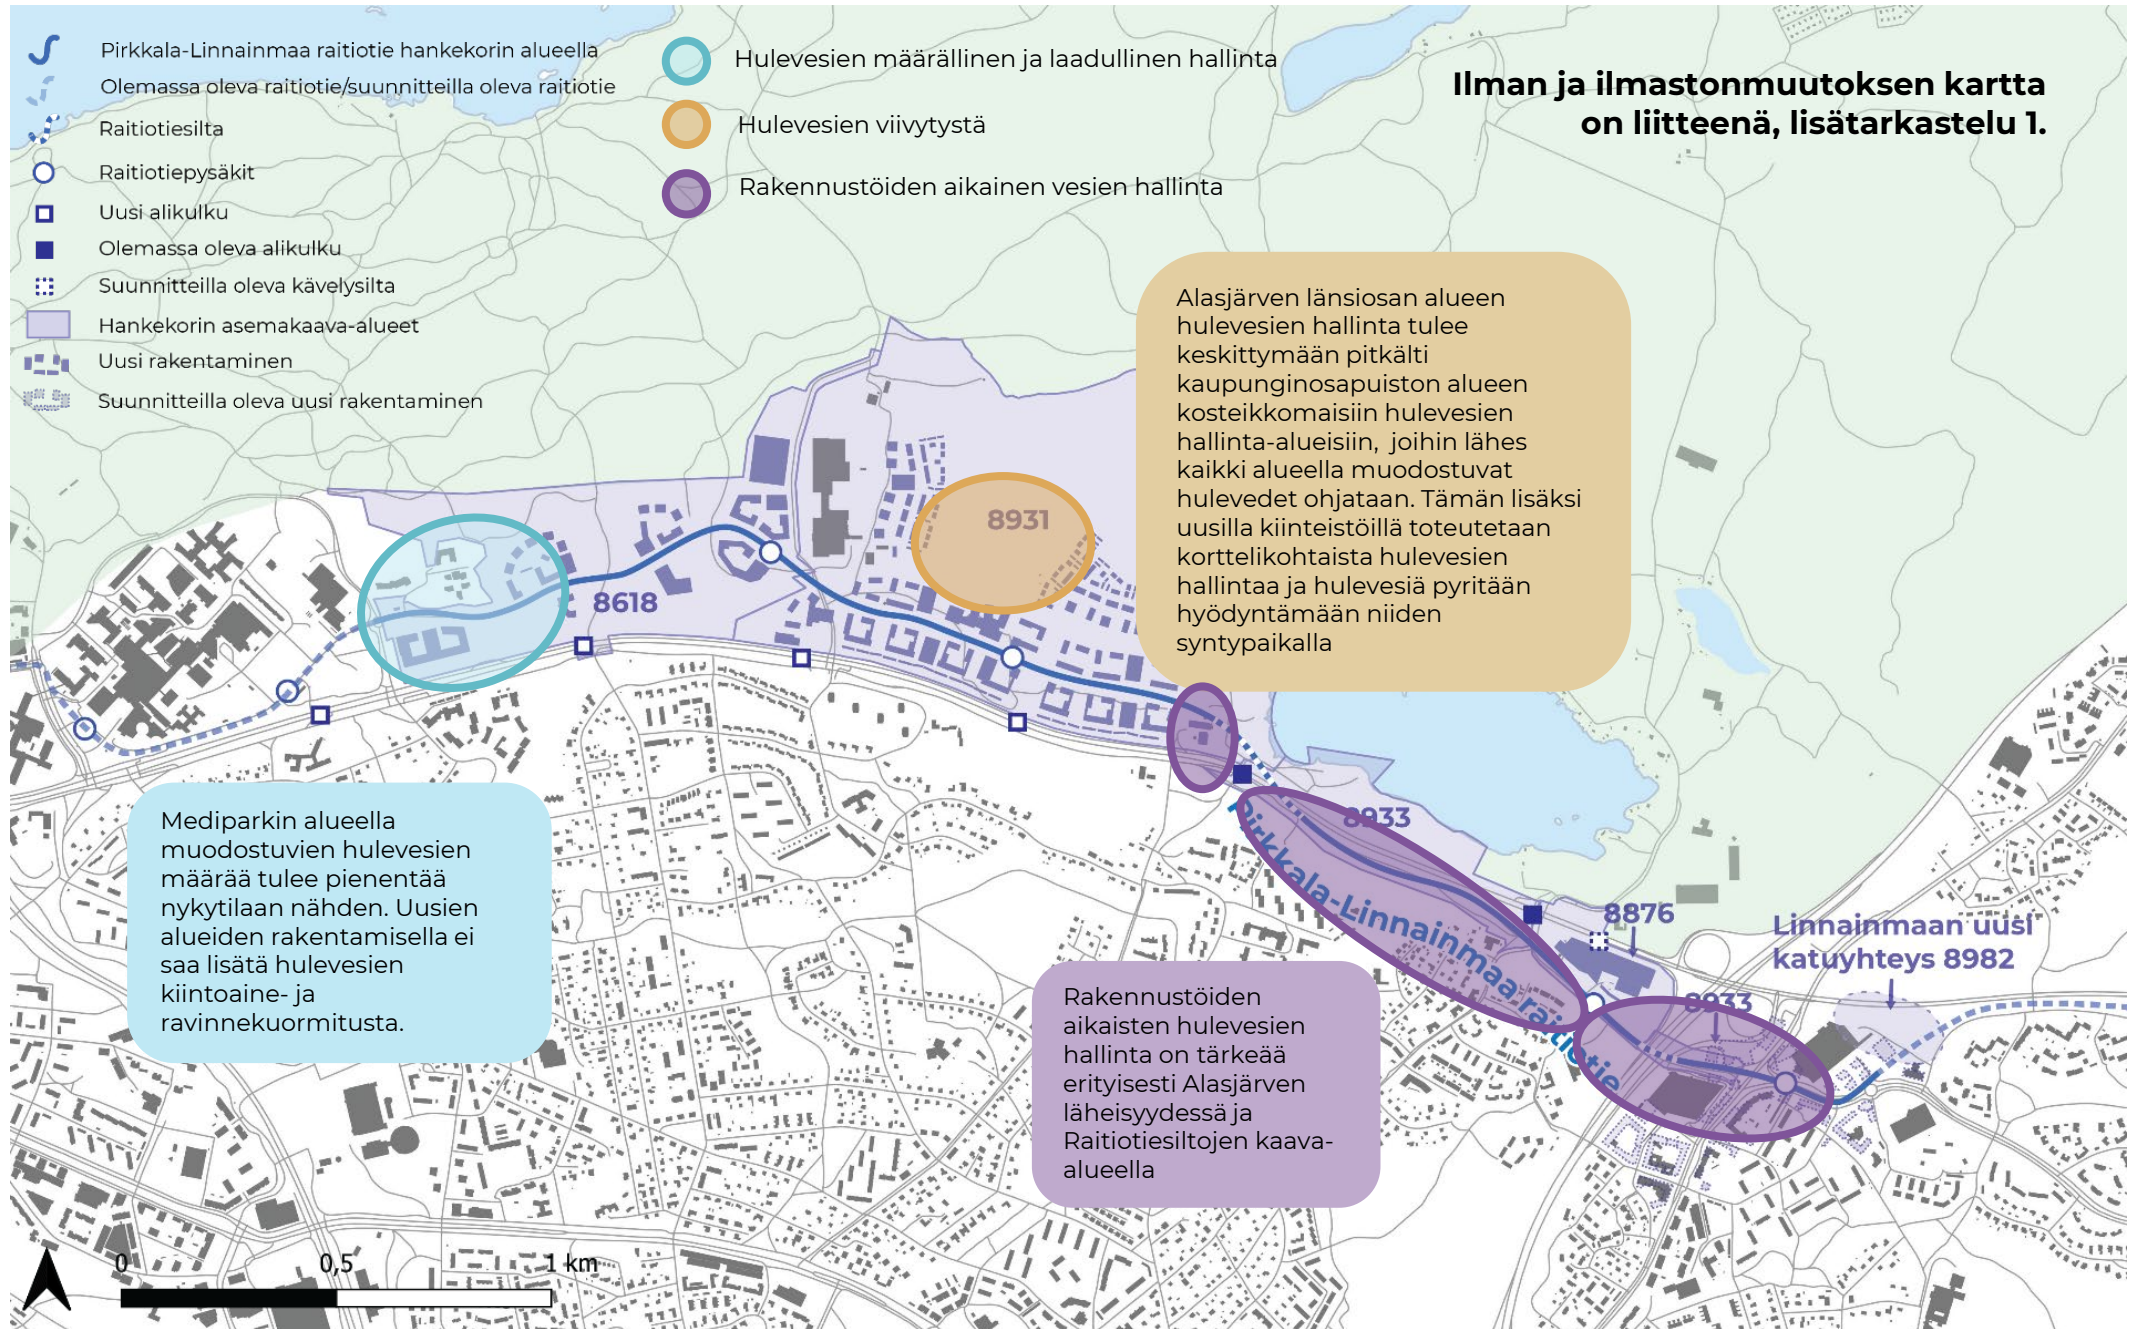 Pirkkala-Linnainmaa raitiotie hankekorin alueella
Olemassa oleva raitiotie/suunnitteilla oleva raitiotie
Raitiotiesilta
Raitiotiepysäkit
Uusi alikulku
Olemassa oleva alikulku
Suunnitteilla oleva kävelysilta
Hankekorin asemakaava-alueet
Uusi rakentaminen
Suunnitteilla oleva uusi rakentaminen
Hulevesien määrällinen ja laadullinen hallinta
Hulevesien viivytystä
Rakennustöiden aikainen vesien hallinta
Ilman ja ilmastonmuutoksen kartta
on liitteenä, lisätarkastelu 1.
Alasjärven länsiosan alueen
hulevesien hallinta tulee
keskittymään pitkälti
kaupunginosapuiston alueen
kosteikkomaisiin hulevesien
hallinta-alueisiin, joihin lähes
kaikki alueella muodostuvat
hulevedet ohjataan. Tämän lisäksi
uusilla kiinteistöillä toteutetaan
korttelikohtaista hulevesien
hallintaa ja hulevesiä pyritään
hyödyntämään niiden
syntypaikalla
8931
8618
8933
8876
Linnainmaan uusi
katuyhteys 8982
8933
Pirkkala-Linnainmaa raitiotie
Mediparkin alueella
muodostuvien hulevesien
määrää tulee pienentää
nykytilaan nähden. Uusien
alueiden rakentamisella ei
saa lisätä hulevesien
kiintoaine- ja
ravinnekuormitusta.
Rakennustöiden
aikaisten hulevesien
hallinta on tärkeää
erityisesti Alasjärven
läheisyydessä ja
Raitiotiesiltojen kaava-
alueella
0 0,5 1 km